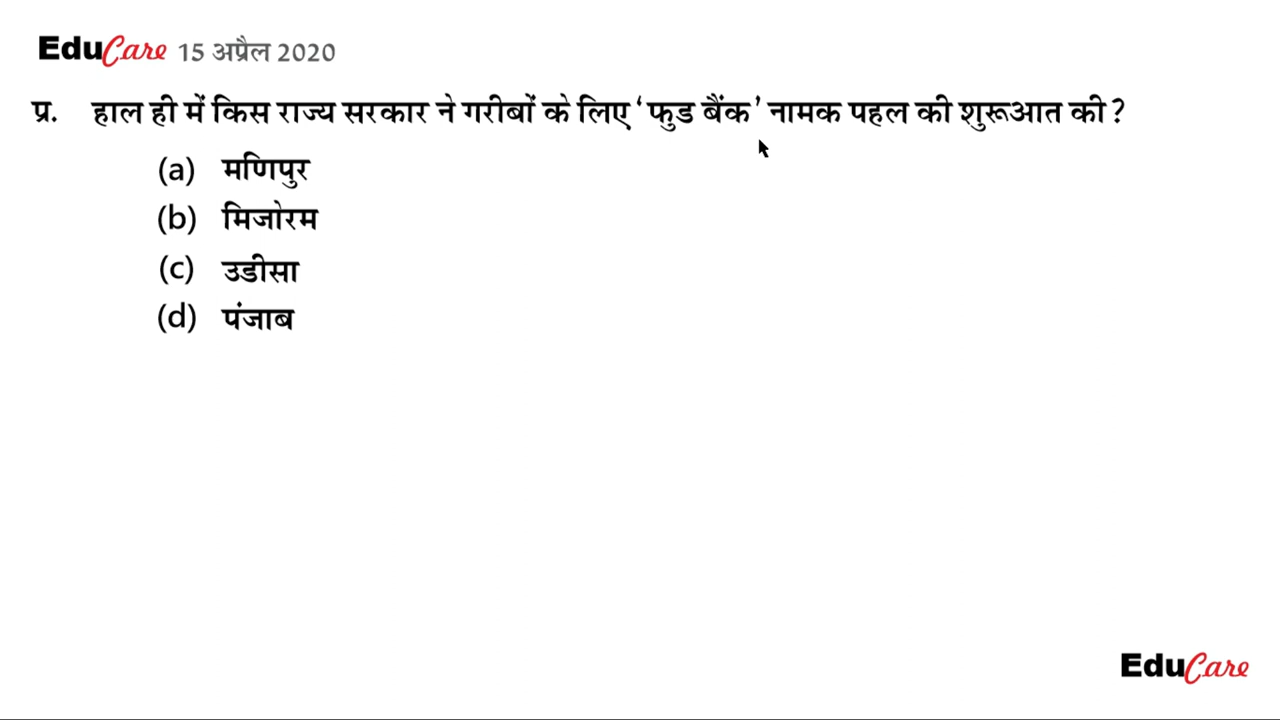 EduCare 15 अप्रैल 2020
प्र. हाल ही में किस राज्य सरकार ने गरीबों के लिए ‘फुड बैंक’ नामक पहल की शुरूआत की?
(a) मणिपुर
(b) मिजोरम
(c) उडीसा
(d) पंजाब
EduCare